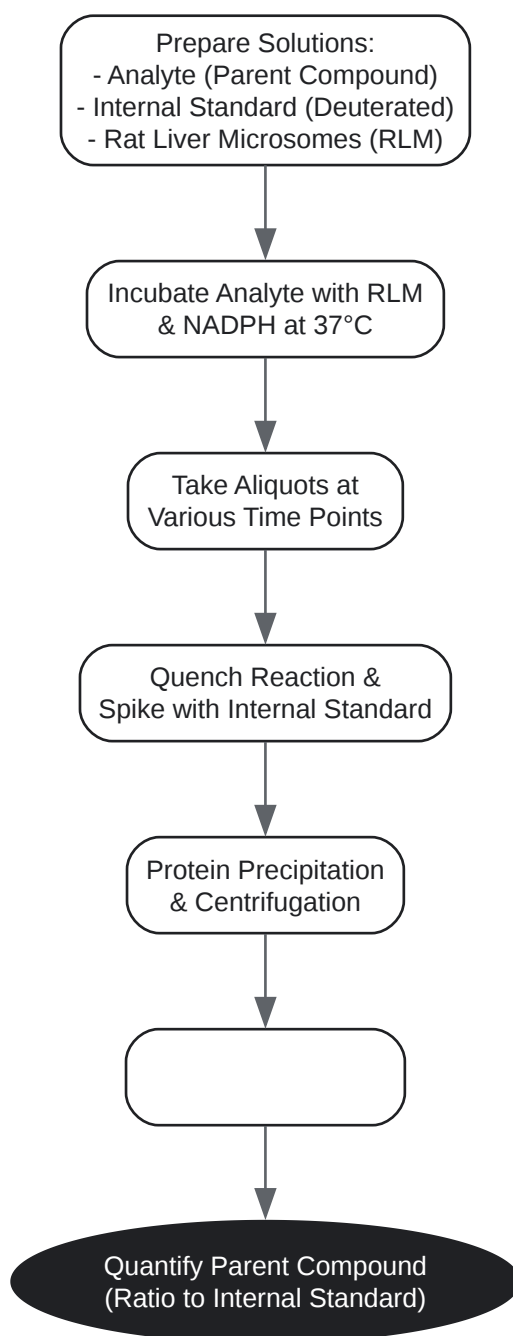 Prepare Solutions:
- Analyte (Parent Compound)
- Internal Standard (Deuterated)
- Rat Liver Microsomes (RLM)
Incubate Analyte with RLM
& NADPH at 37°C
Take Aliquots at
Various Time Points
Quench Reaction &
Spike with Internal Standard
Protein Precipitation
& Centrifugation
Quantify Parent Compound
(Ratio to Internal Standard)